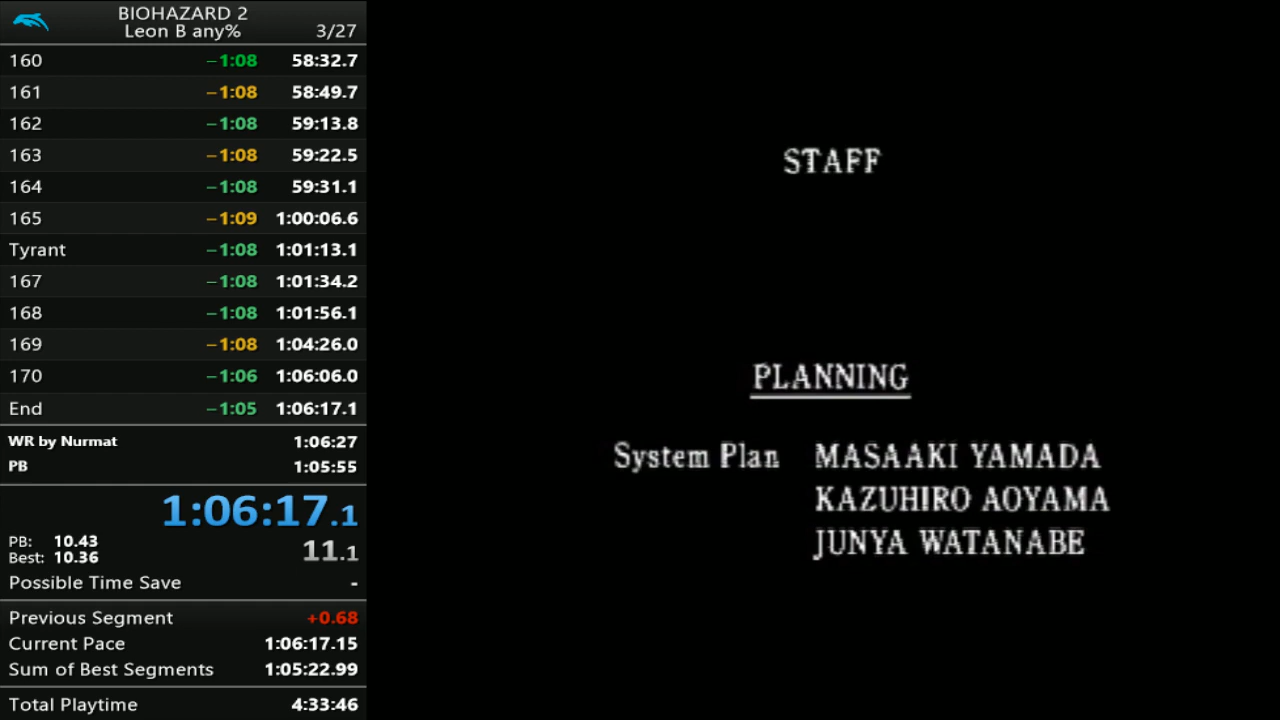 BIOHAZARD 2
Leon B any% 3/27
160 −1:08 58:32.7
161 −1:08 58:49.7
162 −1:08 59:13.8
163 −1:08 59:22.5
164 −1:08 59:31.1
165 −1:09 1:00:06.6
Tyrant −1:08 1:01:13.1
167 −1:08 1:01:34.2
168 −1:08 1:01:56.1
169 −1:08 1:04:26.0
170 −1:06 1:06:06.0
End −1:05 1:06:17.1
WR by Nurmat 1:06:27
PB 1:05:55
1:06:17.1
PB: 10.43
Best: 10.36
11.1
Possible Time Save -
Previous Segment +0.68
Current Pace 1:06:17.15
Sum of Best Segments 1:05:22.99
Total Playtime 4:33:46
STAFF
PLANNING
System Plan MASAAKI YAMADA
KAZUHIRO AOYAMA
JUNYA WATANABE